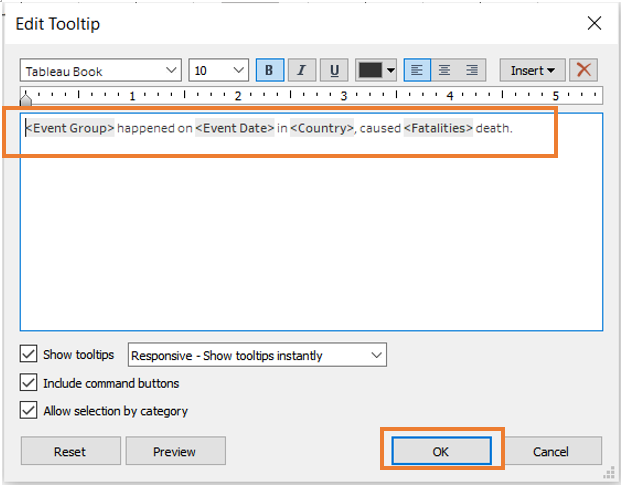 Edit Tooltip
Tableau Book 10 B I U Insert
1 2 3 4 5
<Event Group> happened on <Event Date> in <Country>, caused <Fatalities> death.
Show tooltips Responsive - Show tooltips instantly
Include command buttons
Allow selection by category
Reset Preview OK Cancel